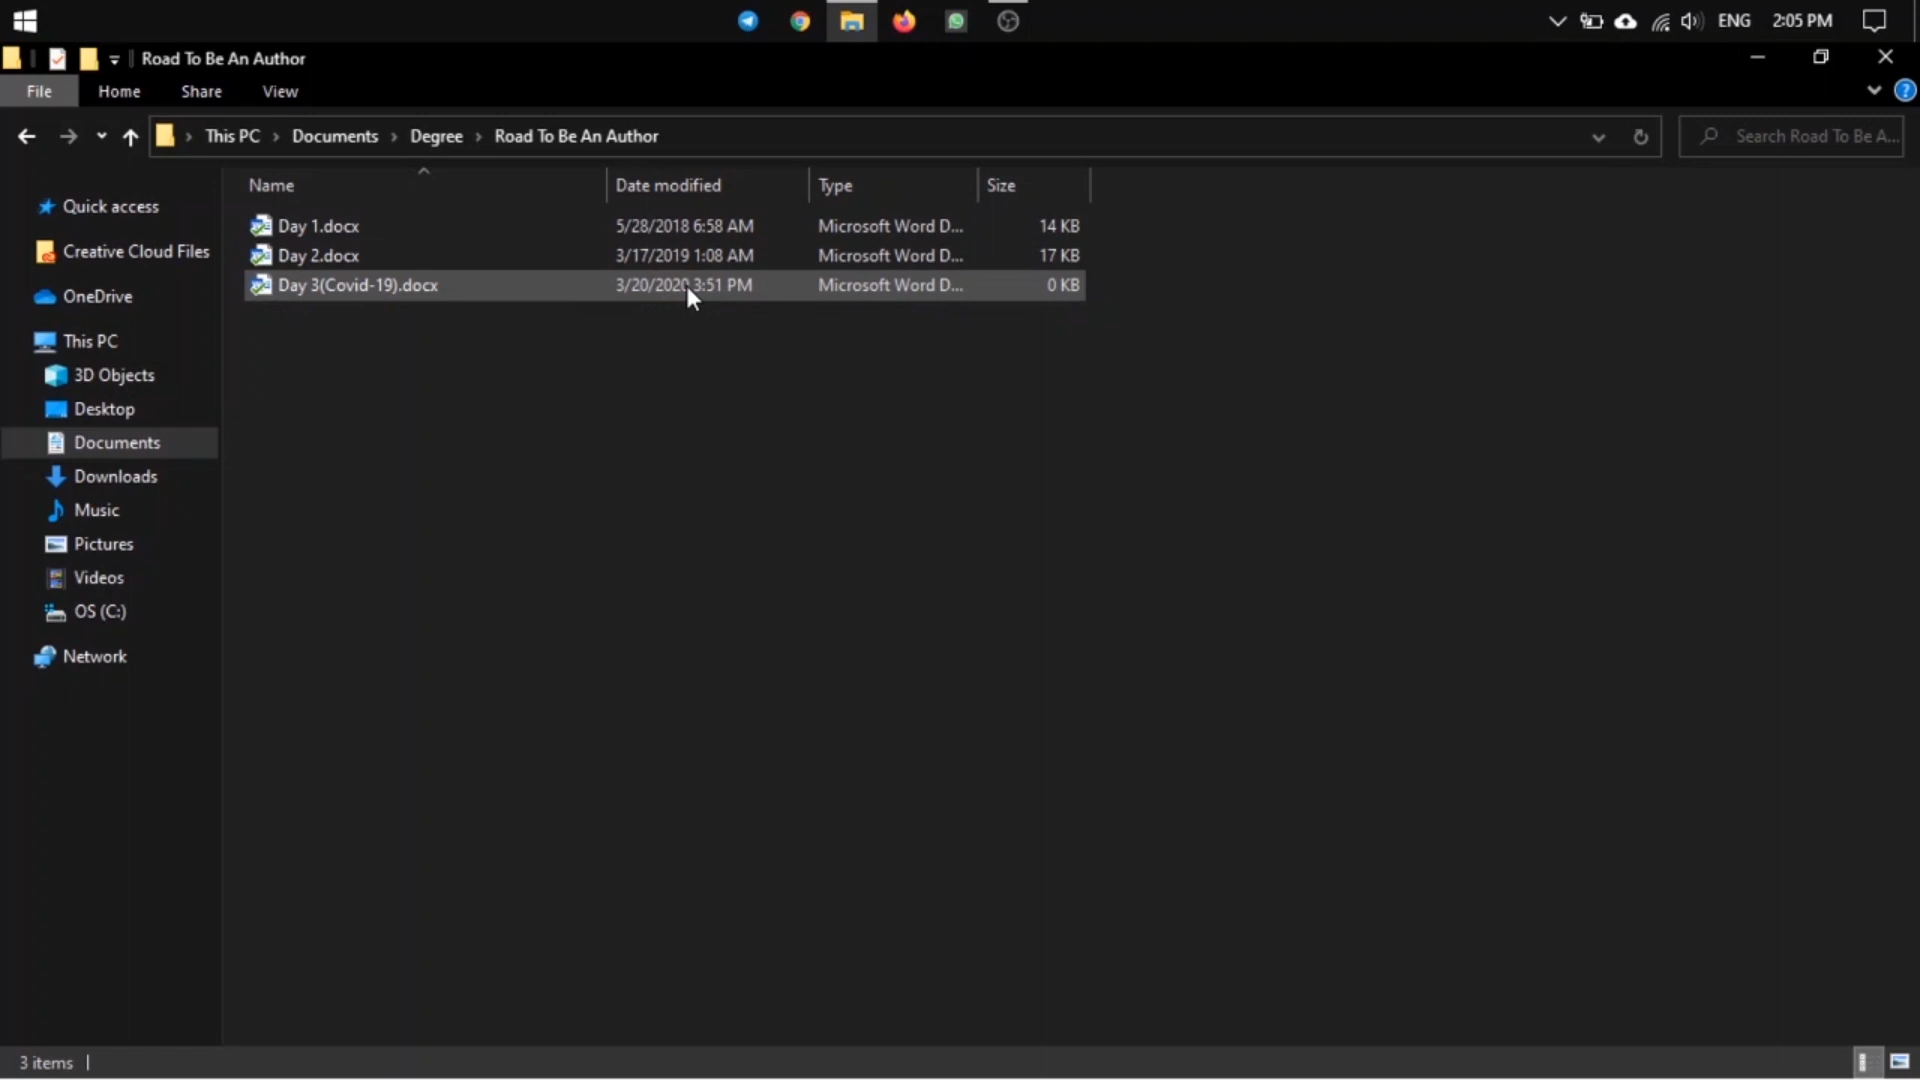 ENG 2:05 PM
Road To Be An Author
File Home Share View
This PC Documents Degree Road To Be An Author Search Road To Be A...
Name Date modified Type Size
Quick access
Creative Cloud Files
OneDrive
This PC
3D Objects
Desktop
Documents
Downloads
Music
Pictures
Videos
OS (C:)
Network
Day 1.docx 5/28/2018 6:58 AM Microsoft Word D... 14 KB
Day 2.docx 3/17/2019 1:08 AM Microsoft Word D... 17 KB
Day 3(Covid-19).docx 3/20/2020 3:51 PM Microsoft Word D... 0 KB
3 items